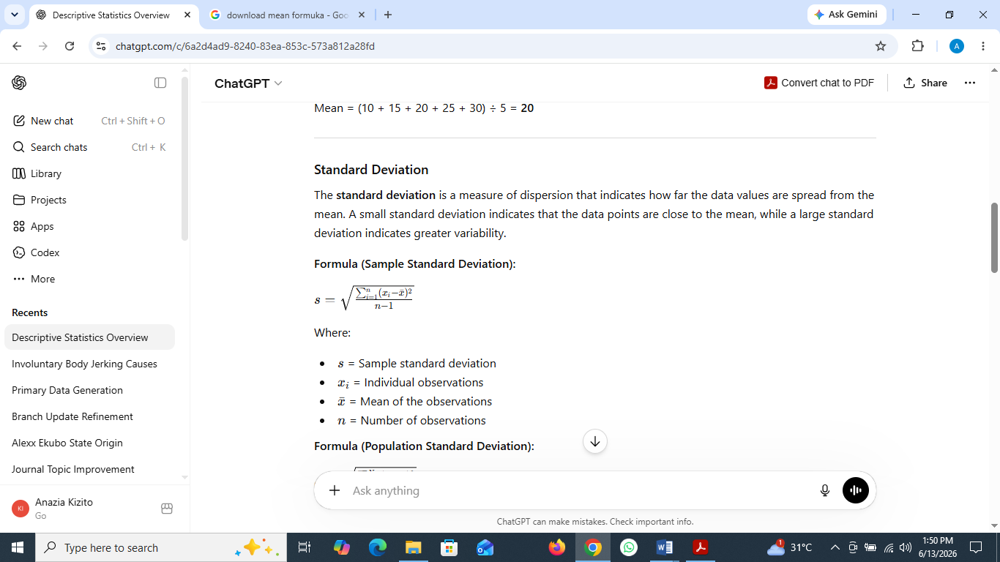 Descriptive Statistics Overview
download mean formuka - Goo
Ask Gemini
chatgpt.com/c/6a2d4ad9-8240-83ea-853c-573a812a28fd
A
ChatGPT
Convert chat to PDF
Share
New chat Ctrl + Shift + O
Search chats Ctrl + K
Library
Projects
Apps
Codex
More
Recents
Descriptive Statistics Overview
Involuntary Body Jerking Causes
Primary Data Generation
Branch Update Refinement
Alexx Ekubo State Origin
Journal Topic Improvement
KI
Anazia Kizito
Go
Mean = (10 + 15 + 20 + 25 + 30) ÷ 5 = 20
Standard Deviation
The standard deviation is a measure of dispersion that indicates how far the data values are spread from the
mean. A small standard deviation indicates that the data points are close to the mean, while a large standard
deviation indicates greater variability.
Formula (Sample Standard Deviation):
s = √(∑ⁿᵢ₌₁(xᵢ−x̄)²/n−1)
Where:
• s = Sample standard deviation
• xᵢ = Individual observations
• x̄ = Mean of the observations
• n = Number of observations
Formula (Population Standard Deviation):
Ask anything
ChatGPT can make mistakes. Check important info.
Type here to search
1
31°C
1:50 PM
6/13/2026